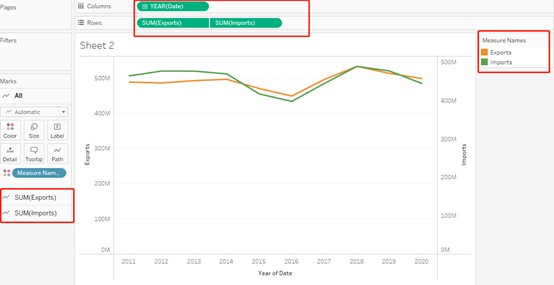 Pages
Columns
YEAR(Date)
Rows
SUM(Exports)
SUM(Imports)
Filters
Sheet 2
Measure Names
Exports
Imports
Marks
All
Automatic
Color
Size
Label
Detail
Tooltip
Path
Measure Nam..
SUM(Exports)
SUM(Imports)
500M
400M
300M
200M
100M
0M
Exports
500M
400M
300M
200M
100M
0M
Imports
2011 2012 2013 2014 2015 2016 2017 2018 2019 2020
Year of Date